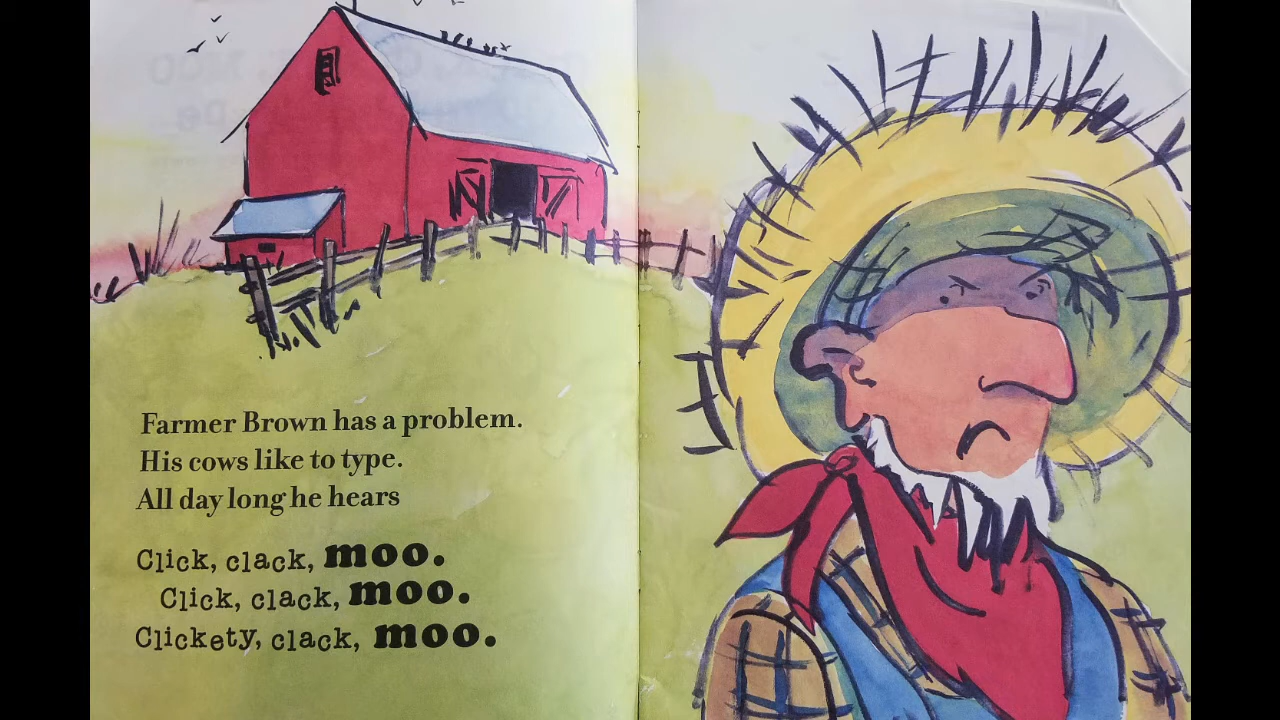 Farmer Brown has a problem.
His cows like to type.
All day long he hears
Click, clack, moo.
Click, clack, moo.
Clickety, clack, moo.